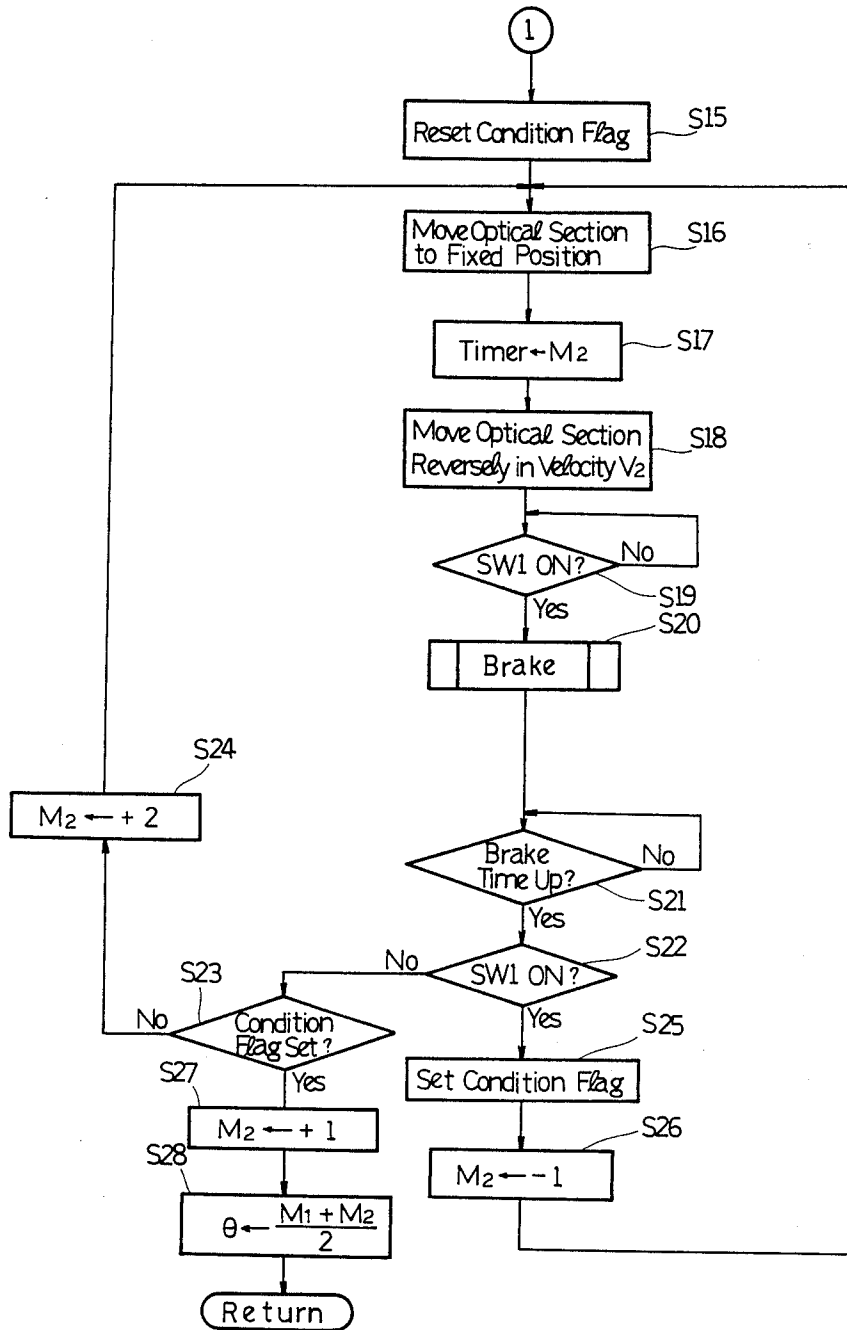 1
Reset Condition Flag
S15
Move Optical Section
to Fixed Position
S16
Timer←M2
S17
Move Optical Section
Reversely in Velocity V2
S18
SW1 ON?
No
S19
Yes
S20
Brake
S24
M2 ← + 2
Brake
Time Up?
No
S21
Yes
S22
SW1 ON?
No
Yes
S23
Condition
Flag Set?
No
Yes
S25
Set Condition Flag
S27
M2 ← + 1
S26
M2 ← - 1
S28
θ ← M1 + M2
2
Return